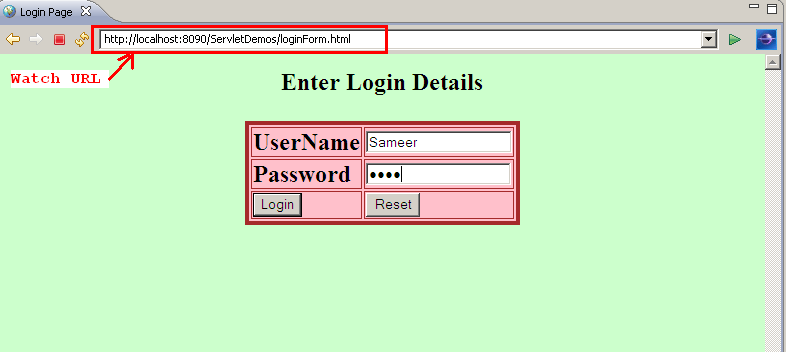 Login Page
http://localhost:8090/ServletDemos/loginForm.html
Watch URL
Enter Login Details
UserName Sameer
Password ••••
Login Reset